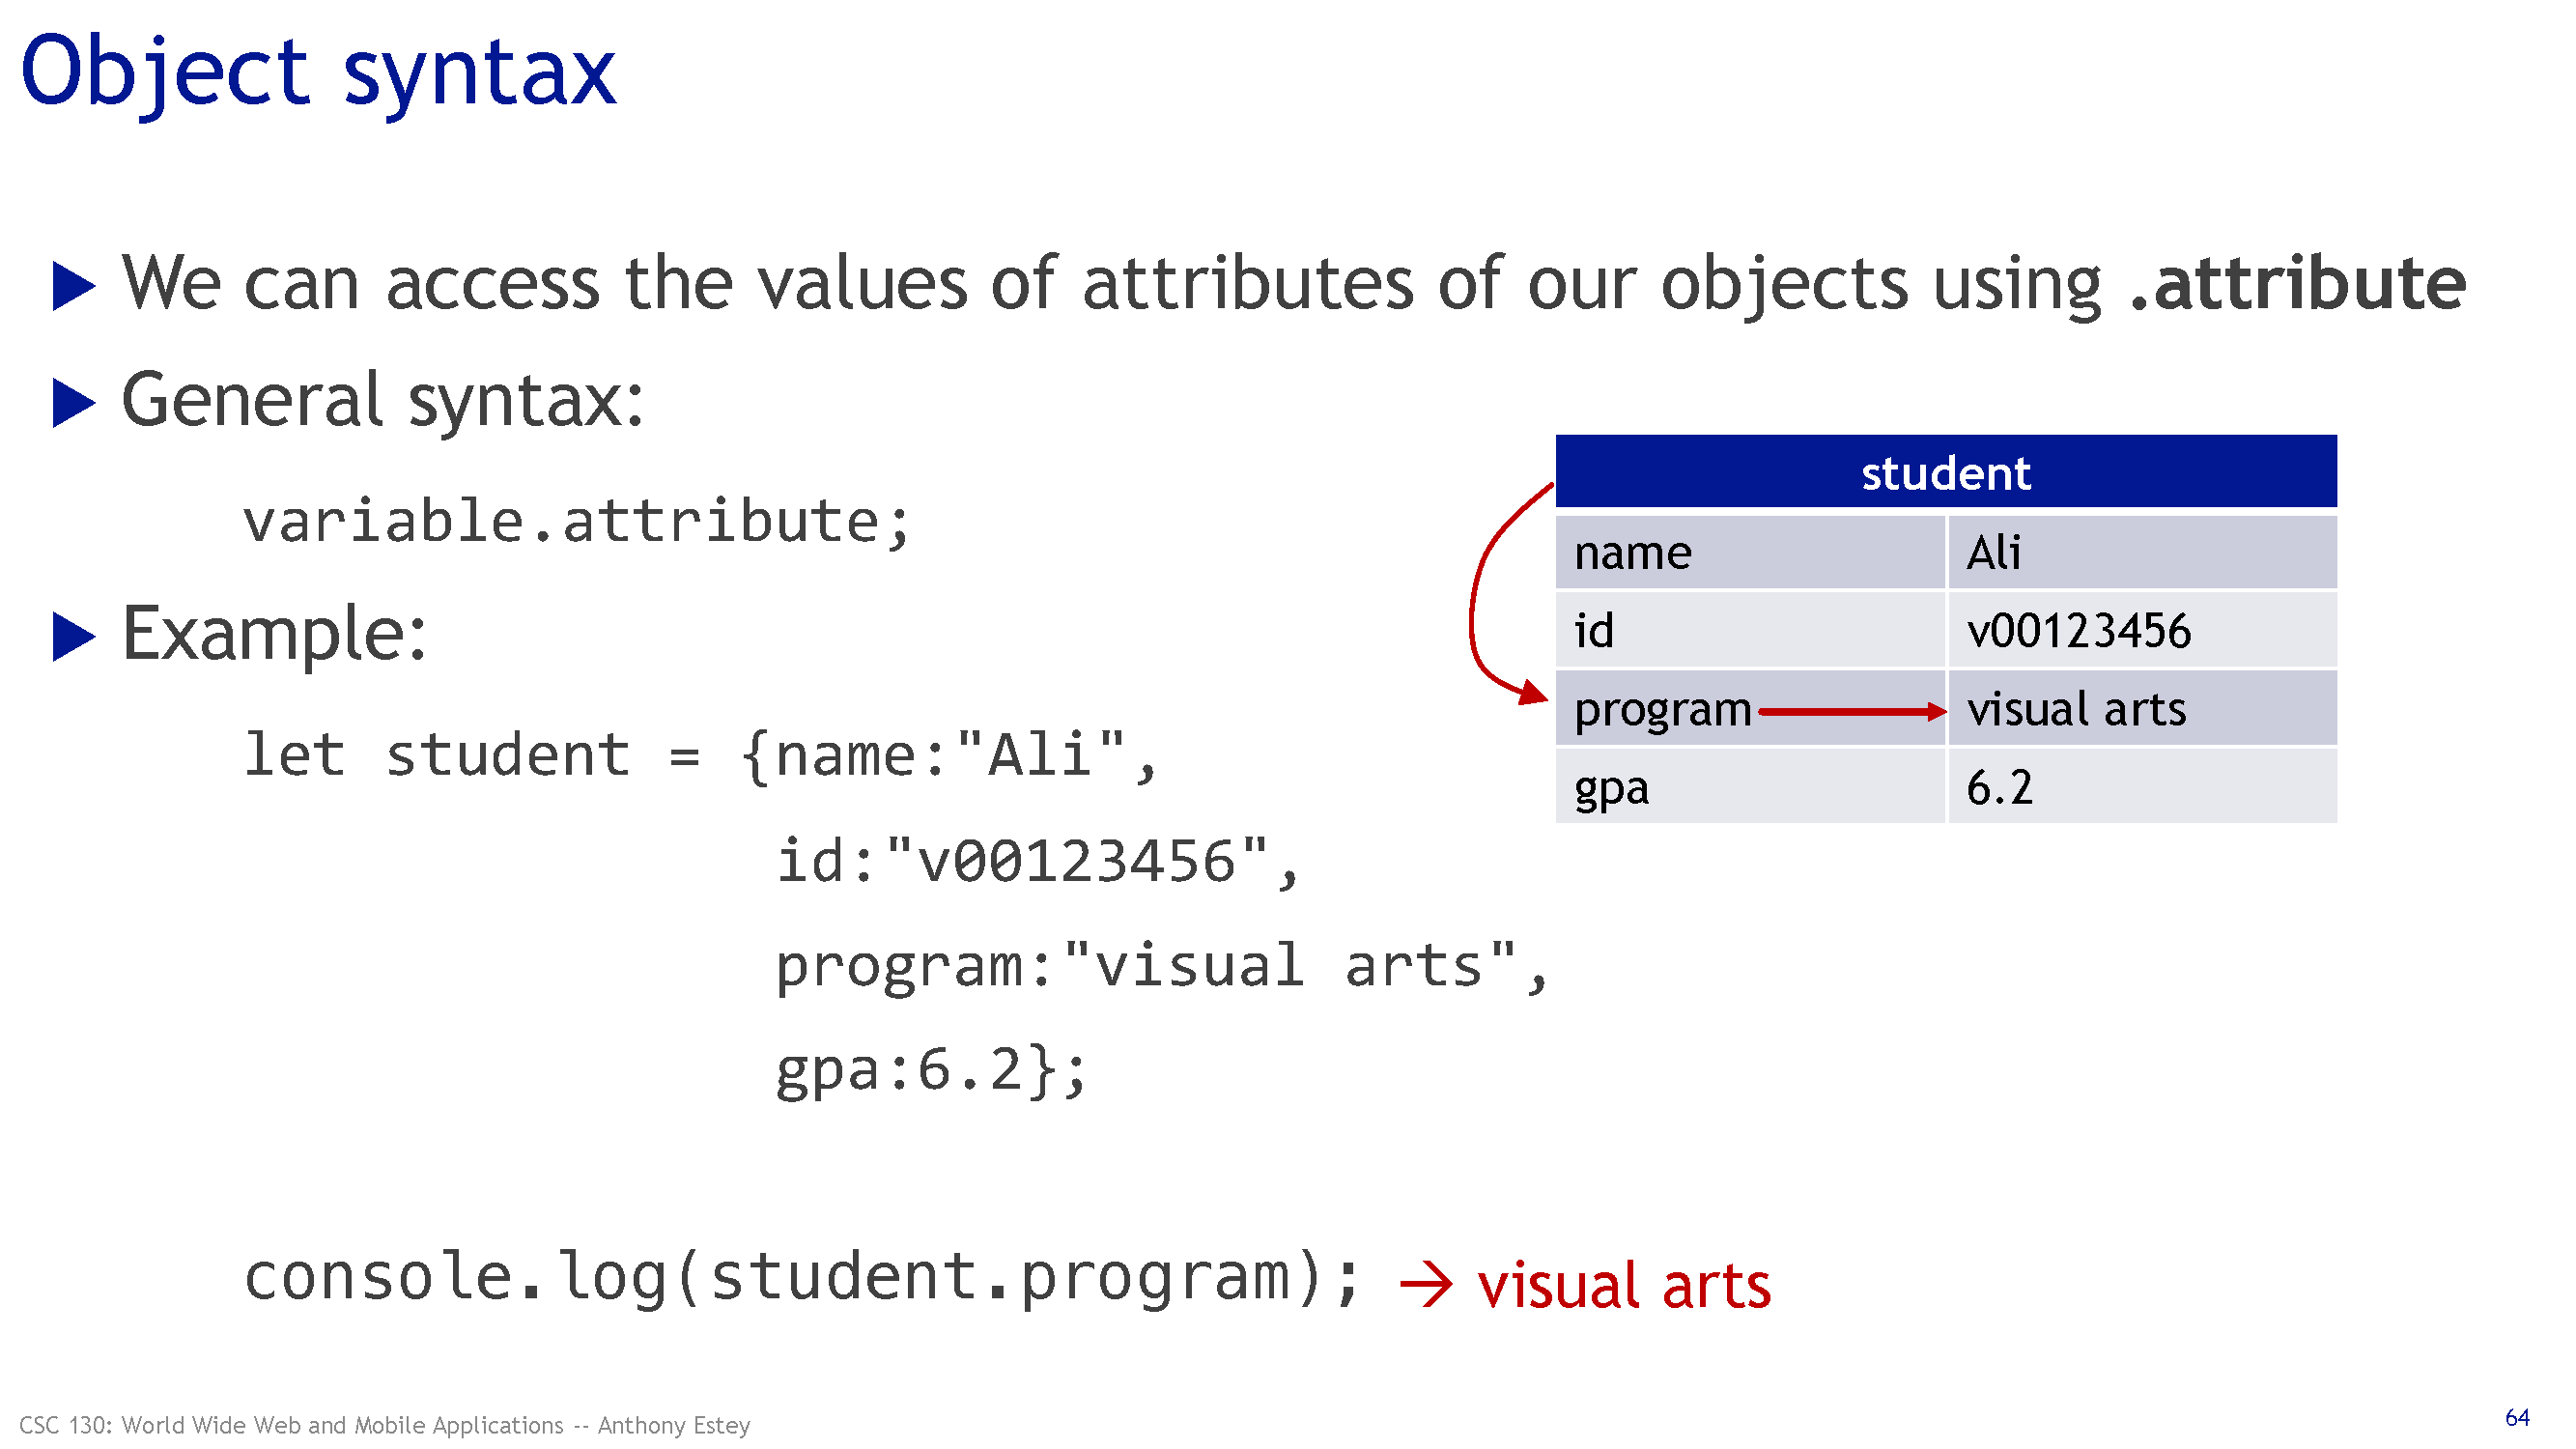 Object syntax
▶ We can access the values of attributes of our objects using .attribute
▶ General syntax:
variable.attribute;
▶ Example:
let student = {name:"Ali",
id:"v00123456",
program:"visual arts",
gpa:6.2};
console.log(student.program); → visual arts
student
name Ali
id v00123456
program visual arts
gpa 6.2
CSC 130: World Wide Web and Mobile Applications -- Anthony Estey
64